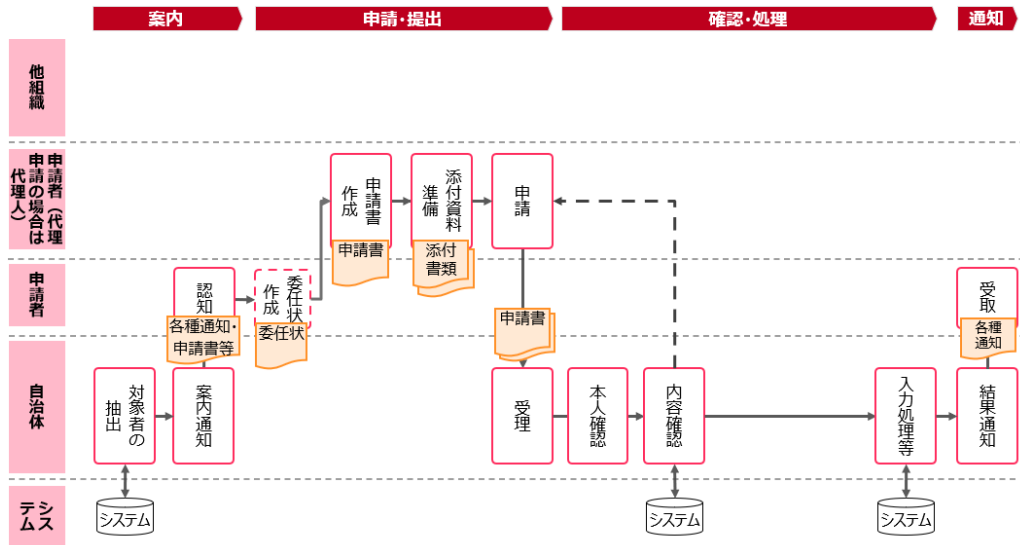 案内
申請・提出
確認・処理
通知
他組織
申請者（代理
申請の場合は
代理人）
申請書
作成
添付資料
準備
申請
申請書
添付
書類
申請者
認知
委任状
作成
受取
各種通知・
申請書等
委任状
申請書
各種
通知
自治体
対象者の
抽出
案内通知
受理
本人確認
内容確認
入力処理等
結果通知
シス
テム
システム
システム
システム